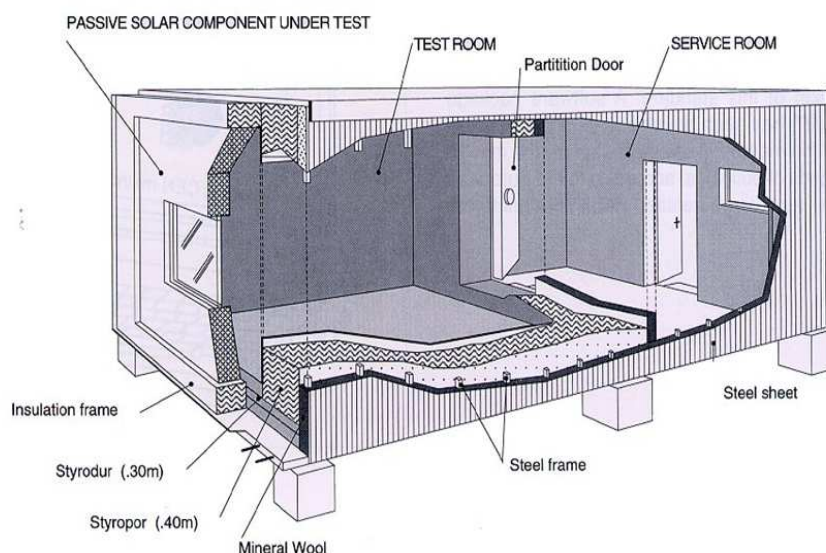 PASSIVE SOLAR COMPONENT UNDER TEST
TEST ROOM
SERVICE ROOM
Partitition Door
Insulation frame
Steel sheet
Styrodur (.30m)
Steel frame
Styropor (.40m)
Mineral Wool